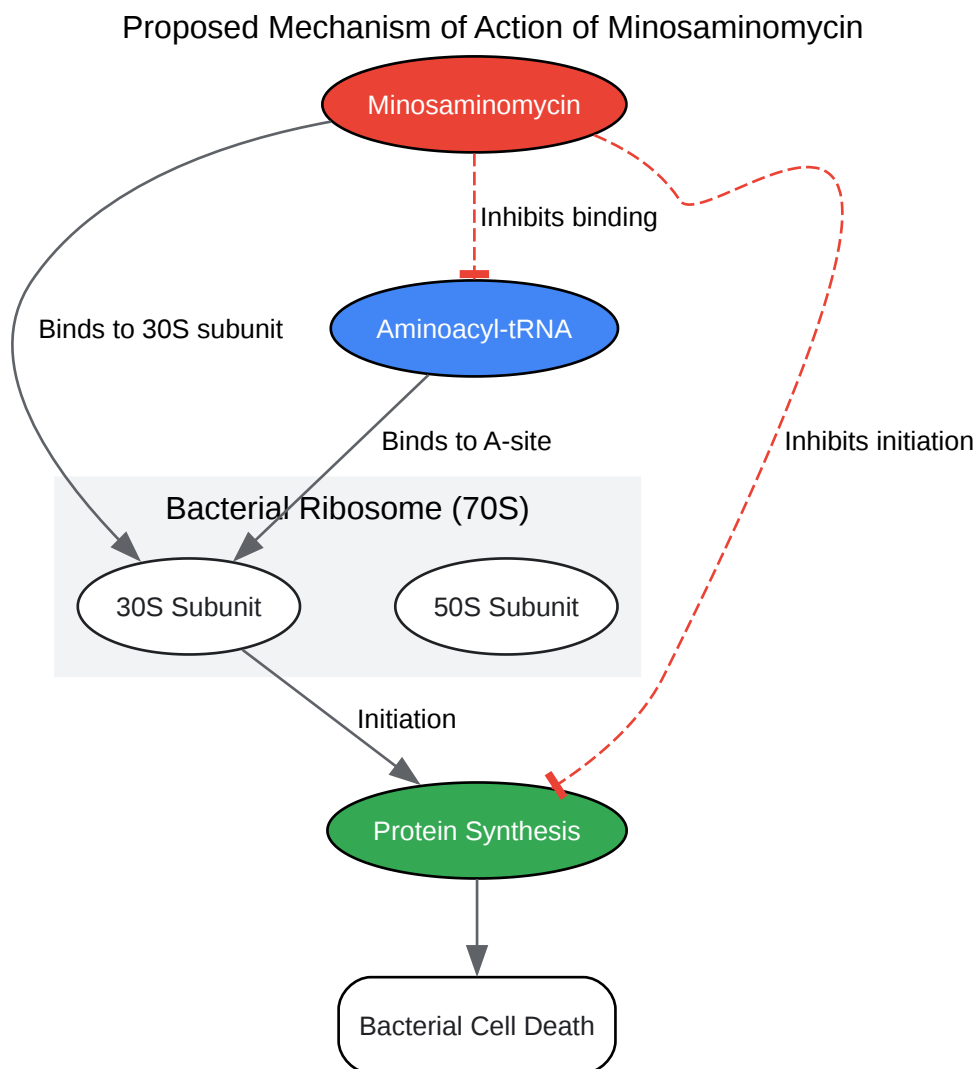 Proposed Mechanism of Action of Minosaminomycin
Minosaminomycin
Inhibits binding
Binds to 30S subunit
Aminoacyl-tRNA
Binds to A-site
Inhibits initiation
Bacterial Ribosome (70S)
30S Subunit
50S Subunit
Initiation
Protein Synthesis
Bacterial Cell Death